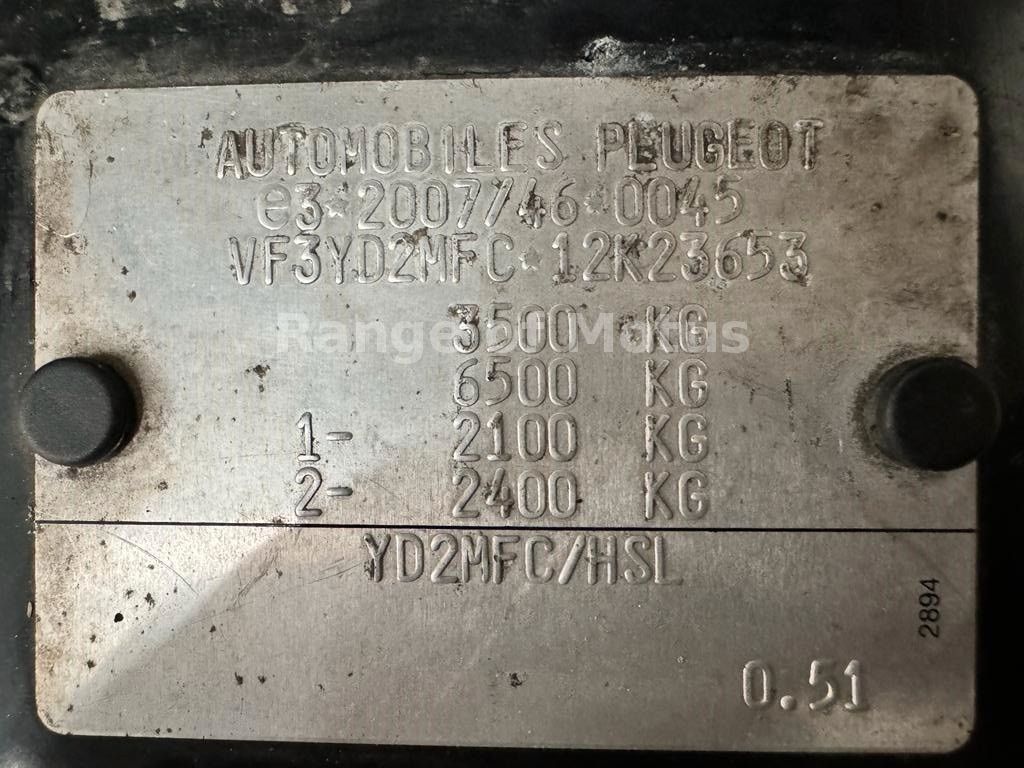 AUTOMOBILES PEUGEOT
e3*2007/46*0045
VF3YD2MFC*12K23653
3500 KG
6500 KG
1- 2100 KG
2- 2400 KG
YD2MFC/HSL
2894
0.51